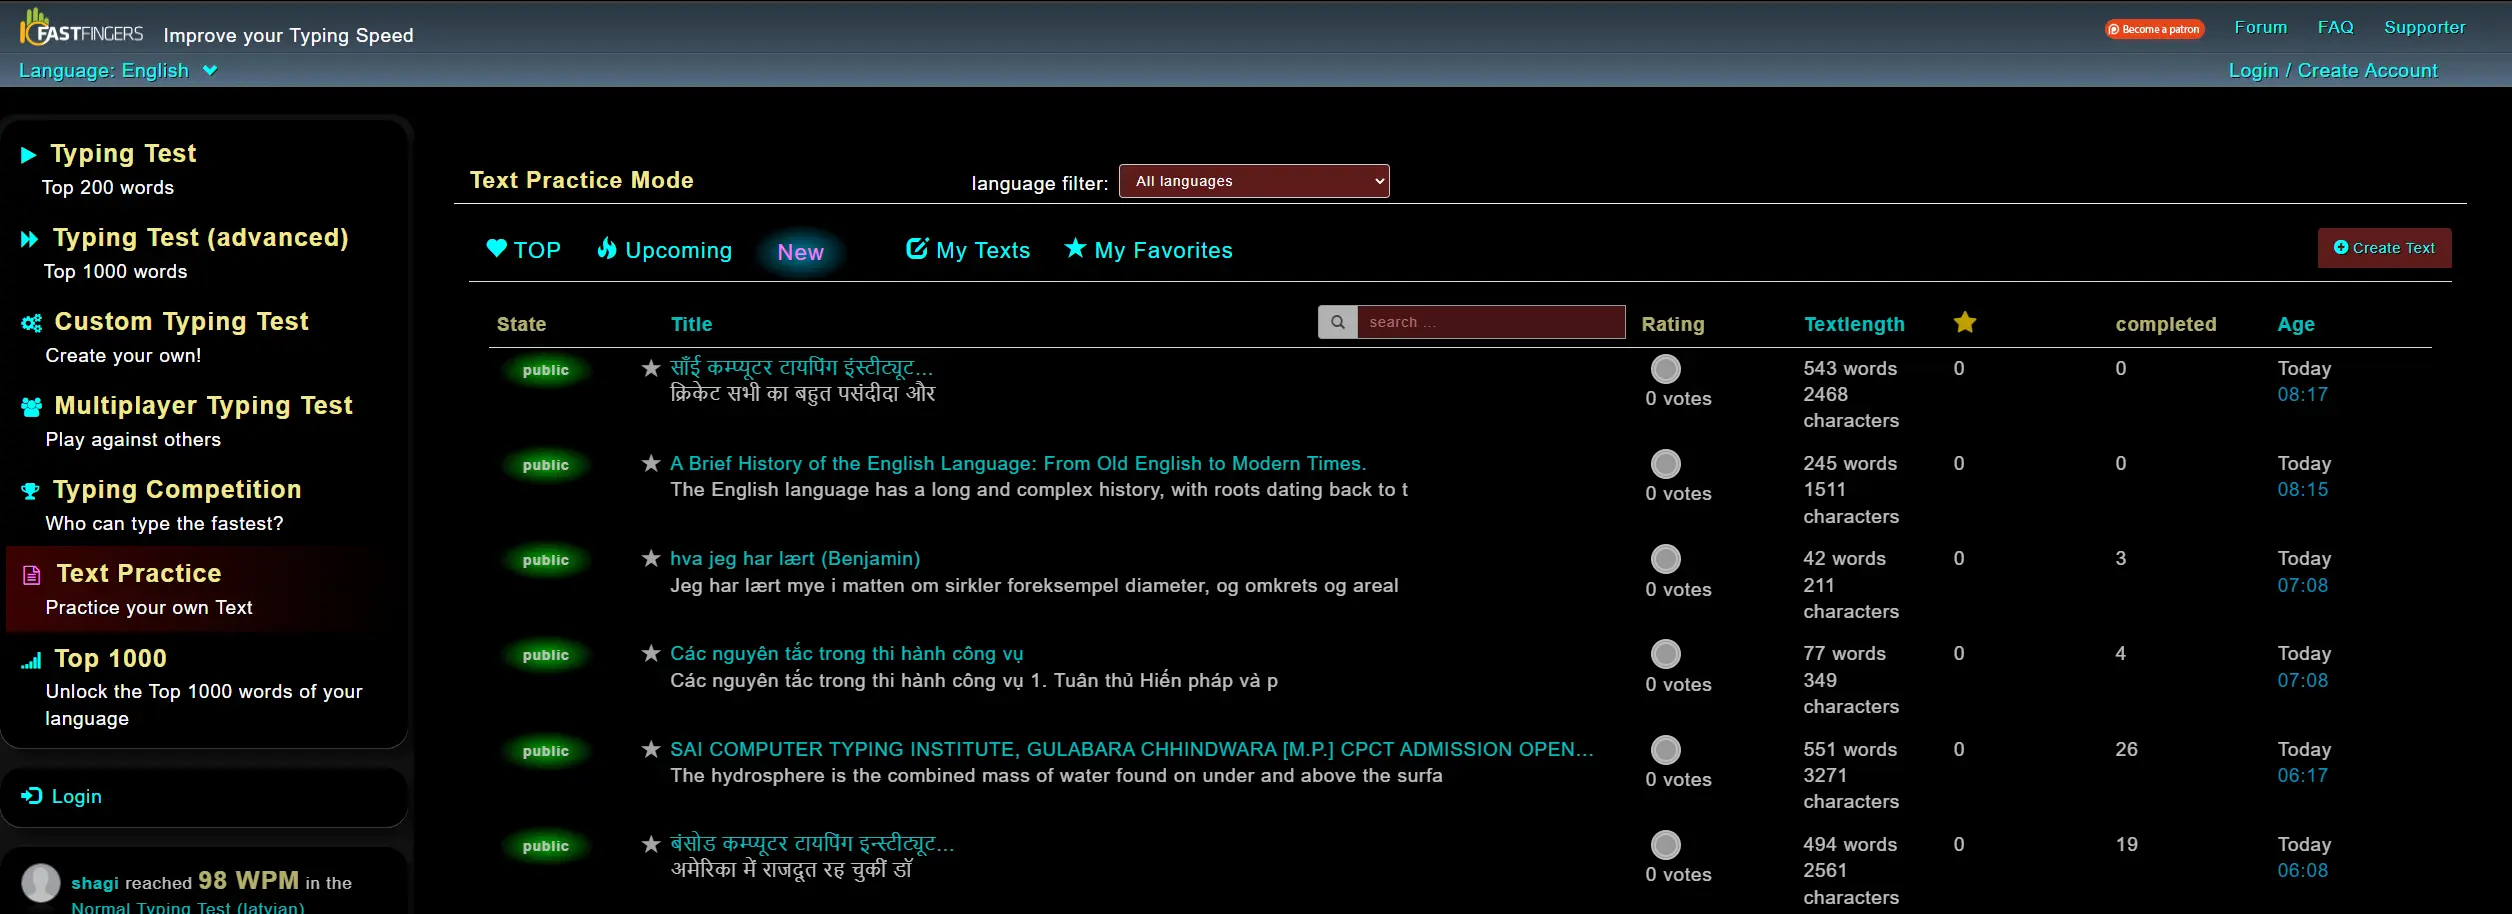 10FASTFINGERS Improve your Typing Speed
Become a patron Forum FAQ Supporter
Language: English
Login / Create Account
Typing Test
Top 200 words
Typing Test (advanced)
Top 1000 words
Custom Typing Test
Create your own!
Multiplayer Typing Test
Play against others
Typing Competition
Who can type the fastest?
Text Practice
Practice your own Text
Top 1000
Unlock the Top 1000 words of your
language
Login
shagi reached 98 WPM in the
Normal Typing Test (latvian)
Text Practice Mode
language filter: All languages
TOP Upcoming New My Texts My Favorites
Create Text
State Title search ... Rating Textlength completed Age
public साँई कम्प्यूटर टायपिंग इंस्टीट्यूट...
क्रिकेट सभी का बहुत पसंदीदा और
0 votes
543 words
2468
characters
0
0
Today
08:17
public A Brief History of the English Language: From Old English to Modern Times.
The English language has a long and complex history, with roots dating back to t
0 votes
245 words
1511
characters
0
0
Today
08:15
public hva jeg har lært (Benjamin)
Jeg har lært mye i matten om sirkler foreksempel diameter, og omkrets og areal
0 votes
42 words
211
characters
0
3
Today
07:08
public Các nguyên tắc trong thi hành công vụ
Các nguyên tắc trong thi hành công vụ 1. Tuân thủ Hiến pháp và p
0 votes
77 words
349
characters
0
4
Today
07:08
public SAI COMPUTER TYPING INSTITUTE, GULABARA CHHINDWARA [M.P.] CPCT ADMISSION OPEN...
The hydrosphere is the combined mass of water found on under and above the surfa
0 votes
551 words
3271
characters
0
26
Today
06:17
public बंसोड कम्प्यूटर टायपिंग इन्स्टीट्यूट...
अमेरिका में राजदूत रह चुकीं डॉ
0 votes
494 words
2561
characters
0
19
Today
06:08